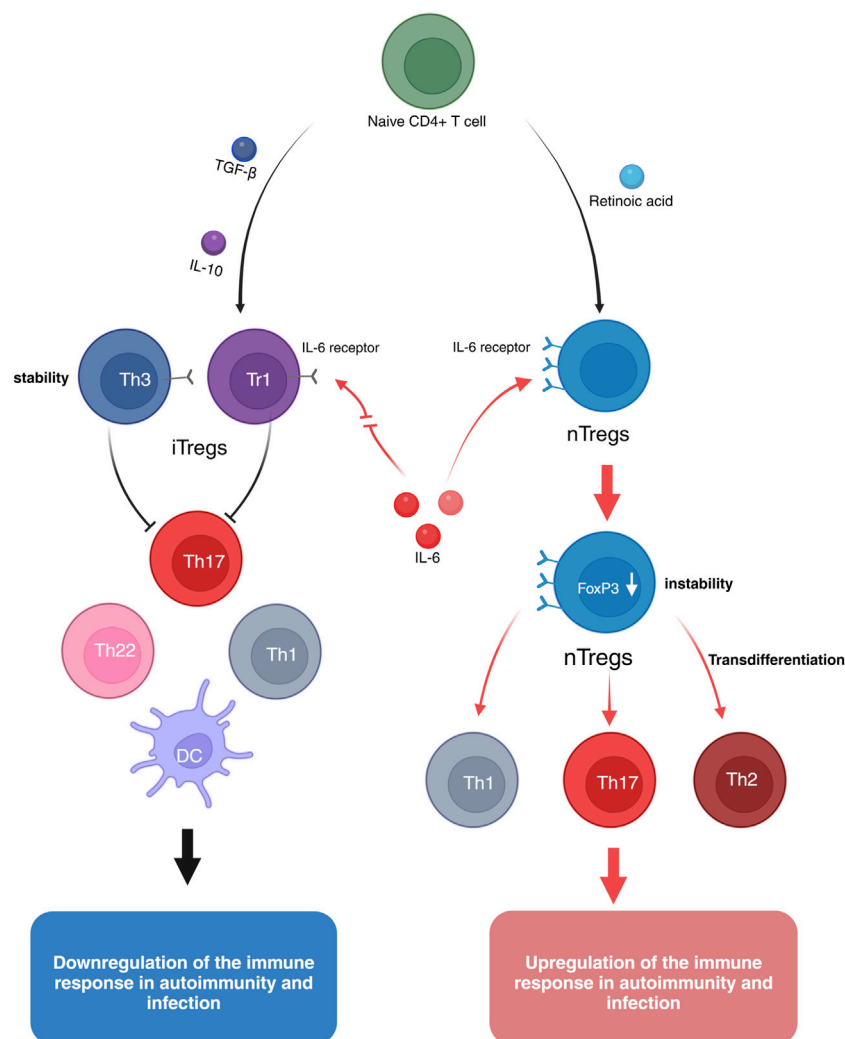 Naive CD4+ T cell
TGF-β
Retinoic acid
IL-10
IL-6 receptor
IL-6 receptor
stability
Th3
Tr1
iTregs
nTregs
Th17
IL-6
FoxP3
instability
nTregs
Transdifferentiation
Th22
Th1
DC
Th1
Th17
Th2
Downregulation of the immune
response in autoimmunity and
infection
Upregulation of the immune
response in autoimmunity and
infection